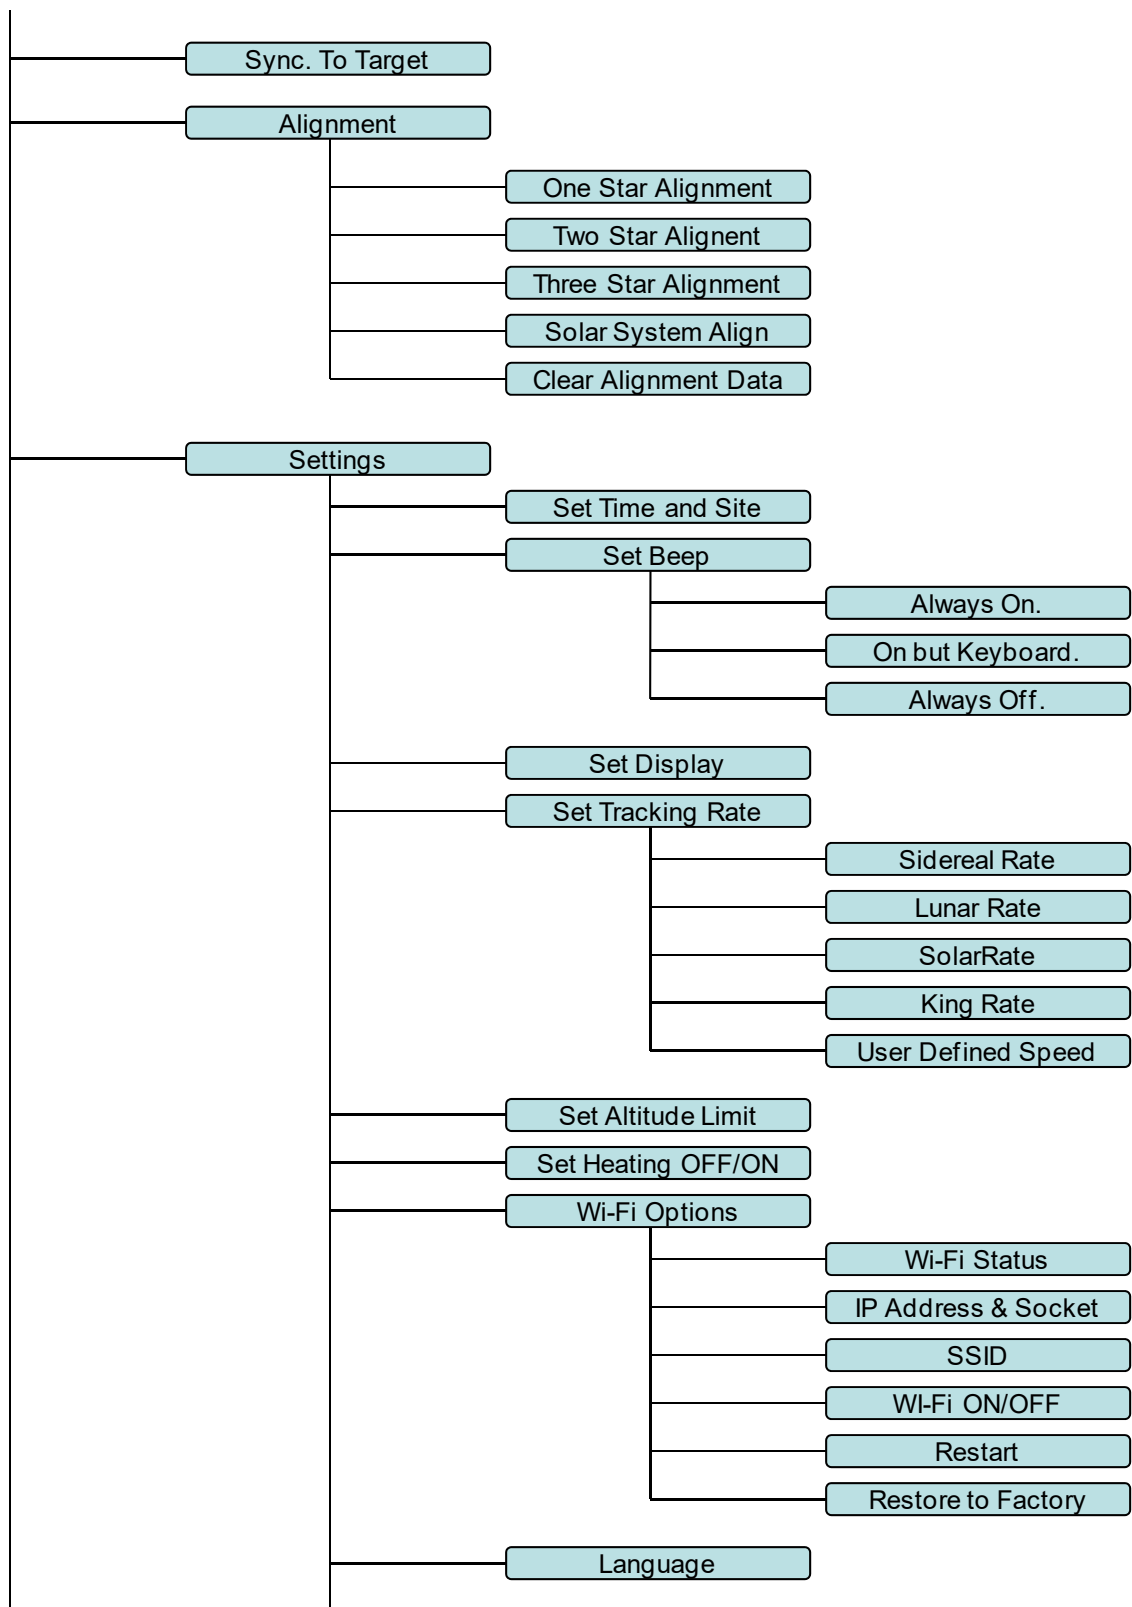 Sync. To Target
Alignment
One Star Alignment
Two Star Alignent
Three Star Alignment
Solar System Align
Clear Alignment Data
Settings
Set Time and Site
Set Beep
Always On.
On but Keyboard.
Always Off.
Set Display
Set Tracking Rate
Sidereal Rate
Lunar Rate
SolarRate
King Rate
User Defined Speed
Set Altitude Limit
Set Heating OFF/ON
Wi-Fi Options
Wi-Fi Status
IP Address & Socket
SSID
WI-Fi ON/OFF
Restart
Restore to Factory
Language